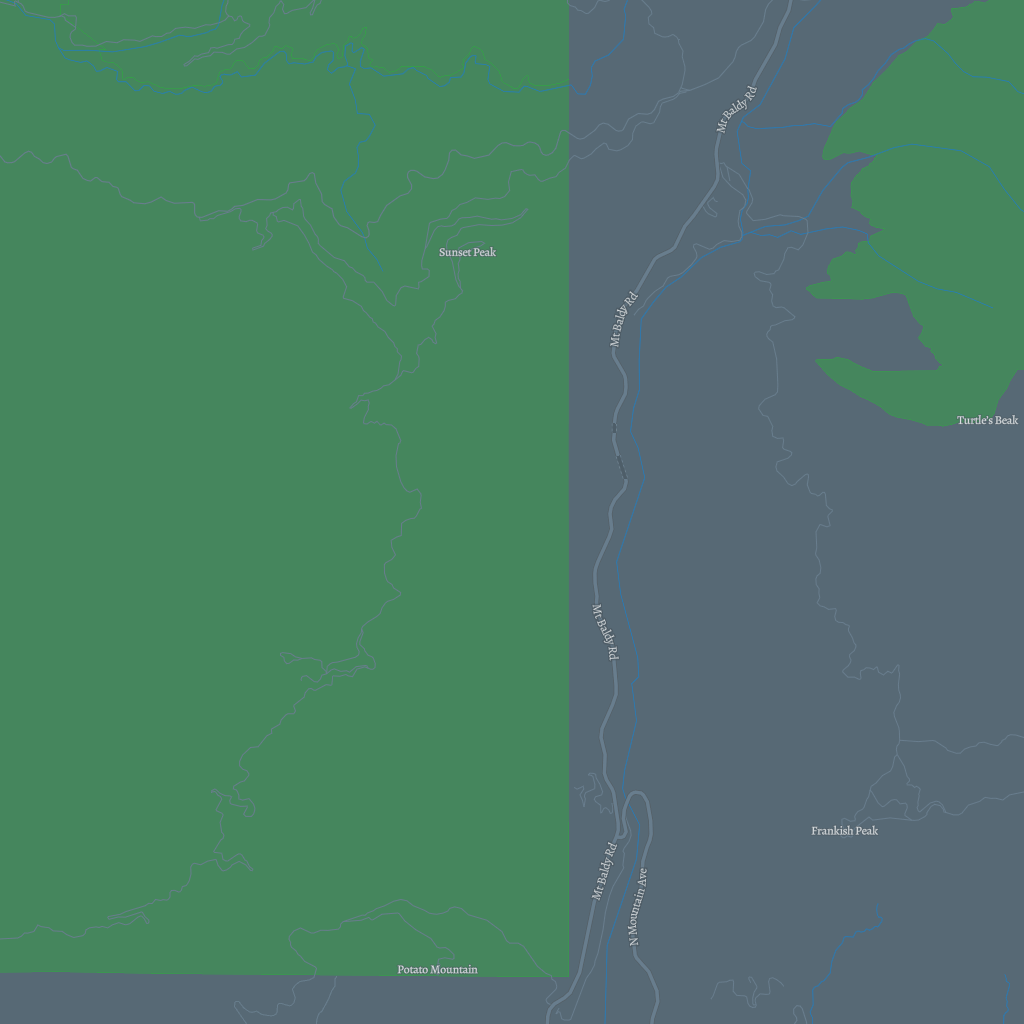 Mt Baldy Rd
Sunset Peak
Mt Baldy Rd
Turtle's Beak
Mt Baldy Rd
Frankish Peak
Mt Baldy Rd
N Mountain Ave
Potato Mountain